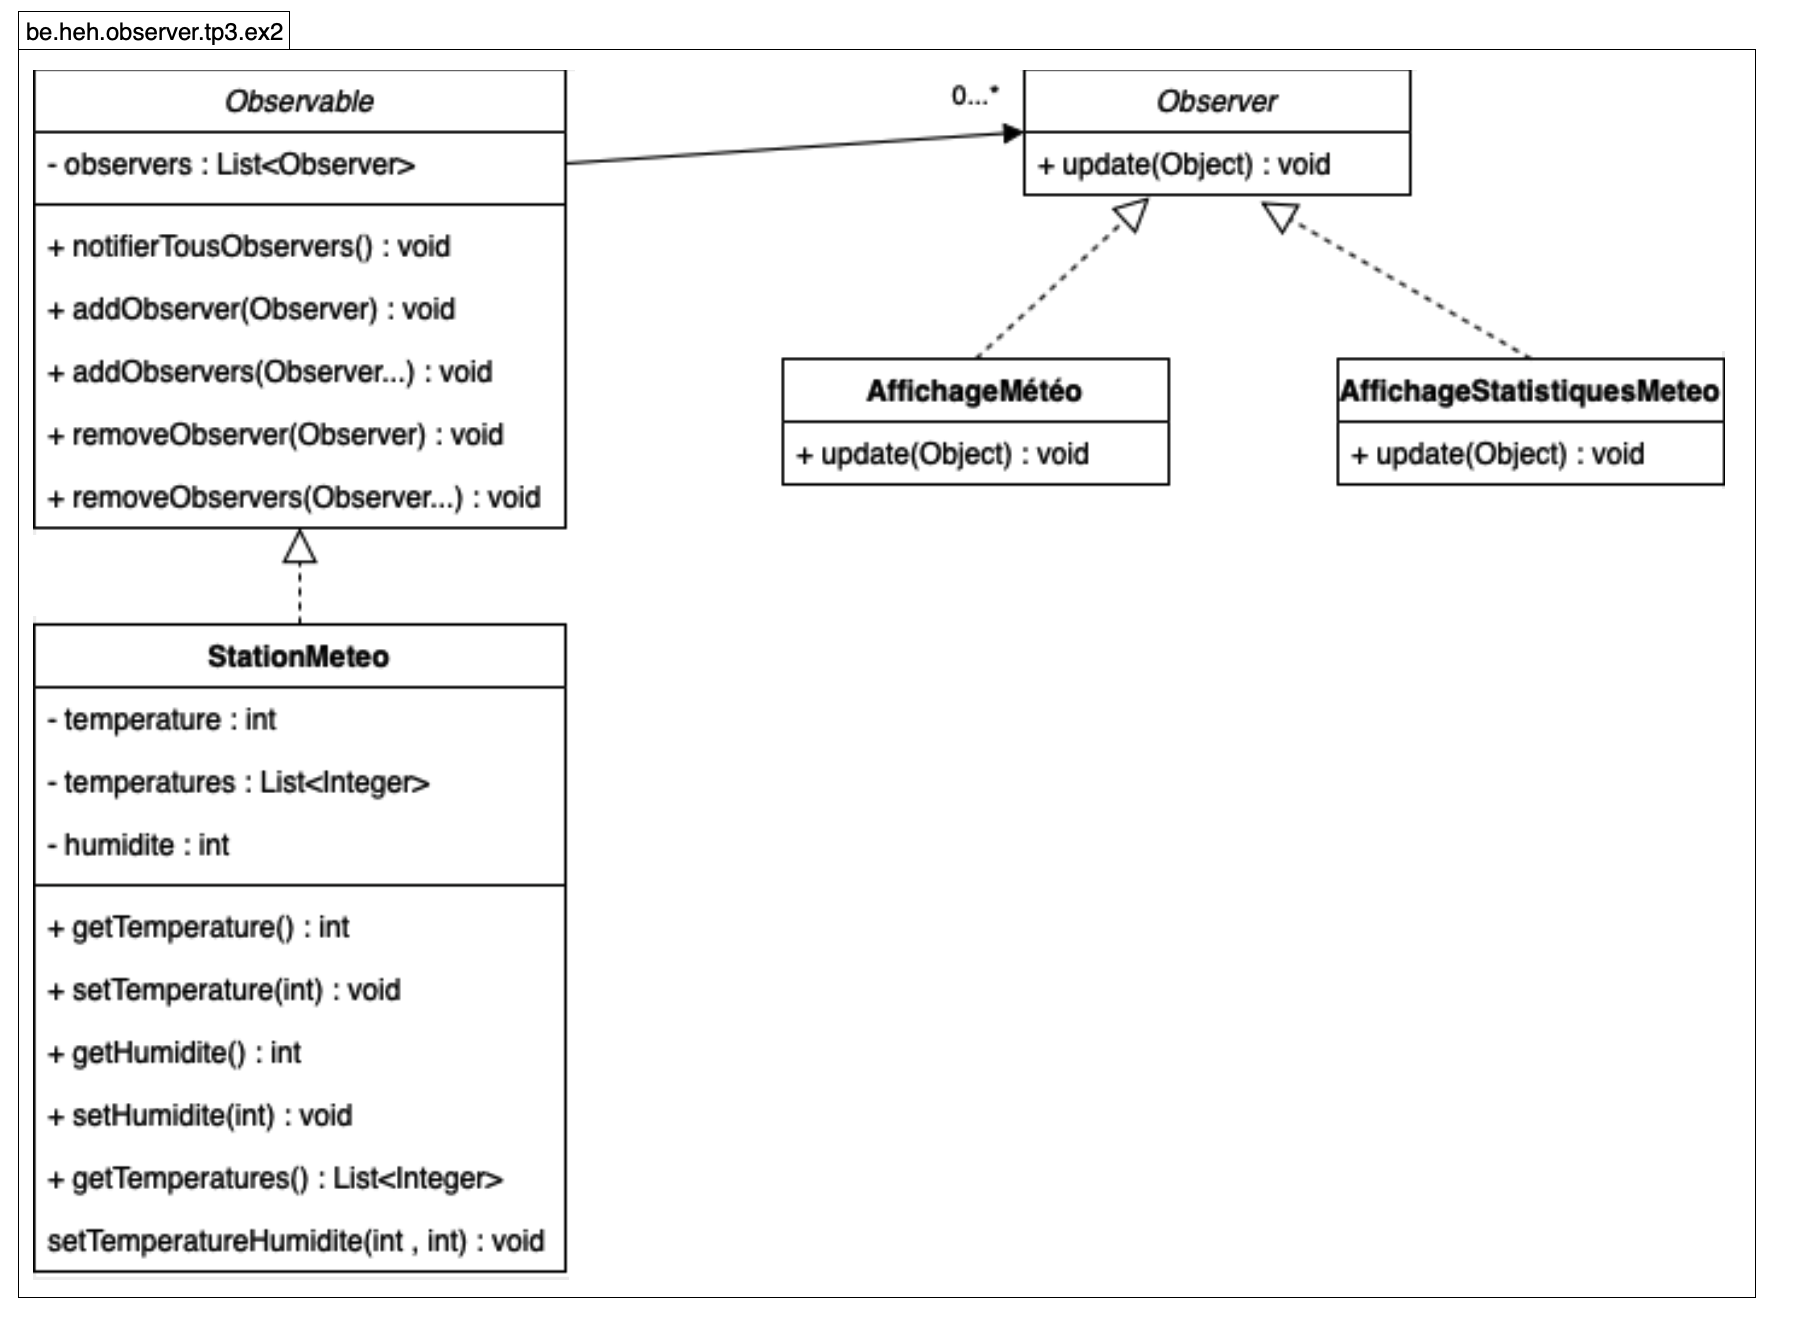 be.heh.observer.tp3.ex2
Observable
- observers : List<Observer>
+ notifierTousObservers() : void
+ addObserver(Observer) : void
+ addObservers(Observer...) : void
+ removeObserver(Observer) : void
+ removeObservers(Observer...) : void
0...*
Observer
+ update(Object) : void
AffichageMétéo
+ update(Object) : void
AffichageStatistiquesMeteo
+ update(Object) : void
StationMeteo
- temperature : int
- temperatures : List<Integer>
- humidite : int
+ getTemperature() : int
+ setTemperature(int) : void
+ getHumidite() : int
+ setHumidite(int) : void
+ getTemperatures() : List<Integer>
setTemperatureHumidite(int , int) : void